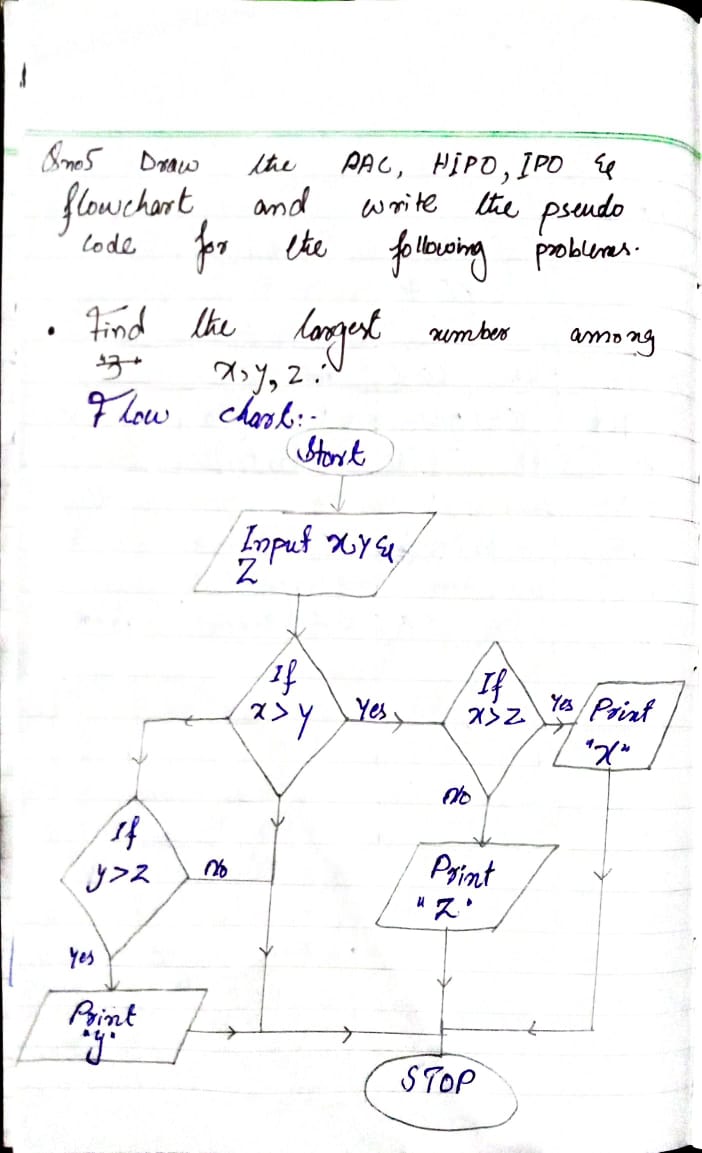 Qno5 Draw the PAC, HIPO, IPO &
flowchart and write the pseudo
code for the following problems.
• Find the largest number among
x, y, z.
Flow chart:-
Start
Input x, y &
Z
If
x > y
Yes
If
x > z
Yes
Print
"x"
No
If
y > z
No
Print
"Z"
Yes
Print
"y"
STOP